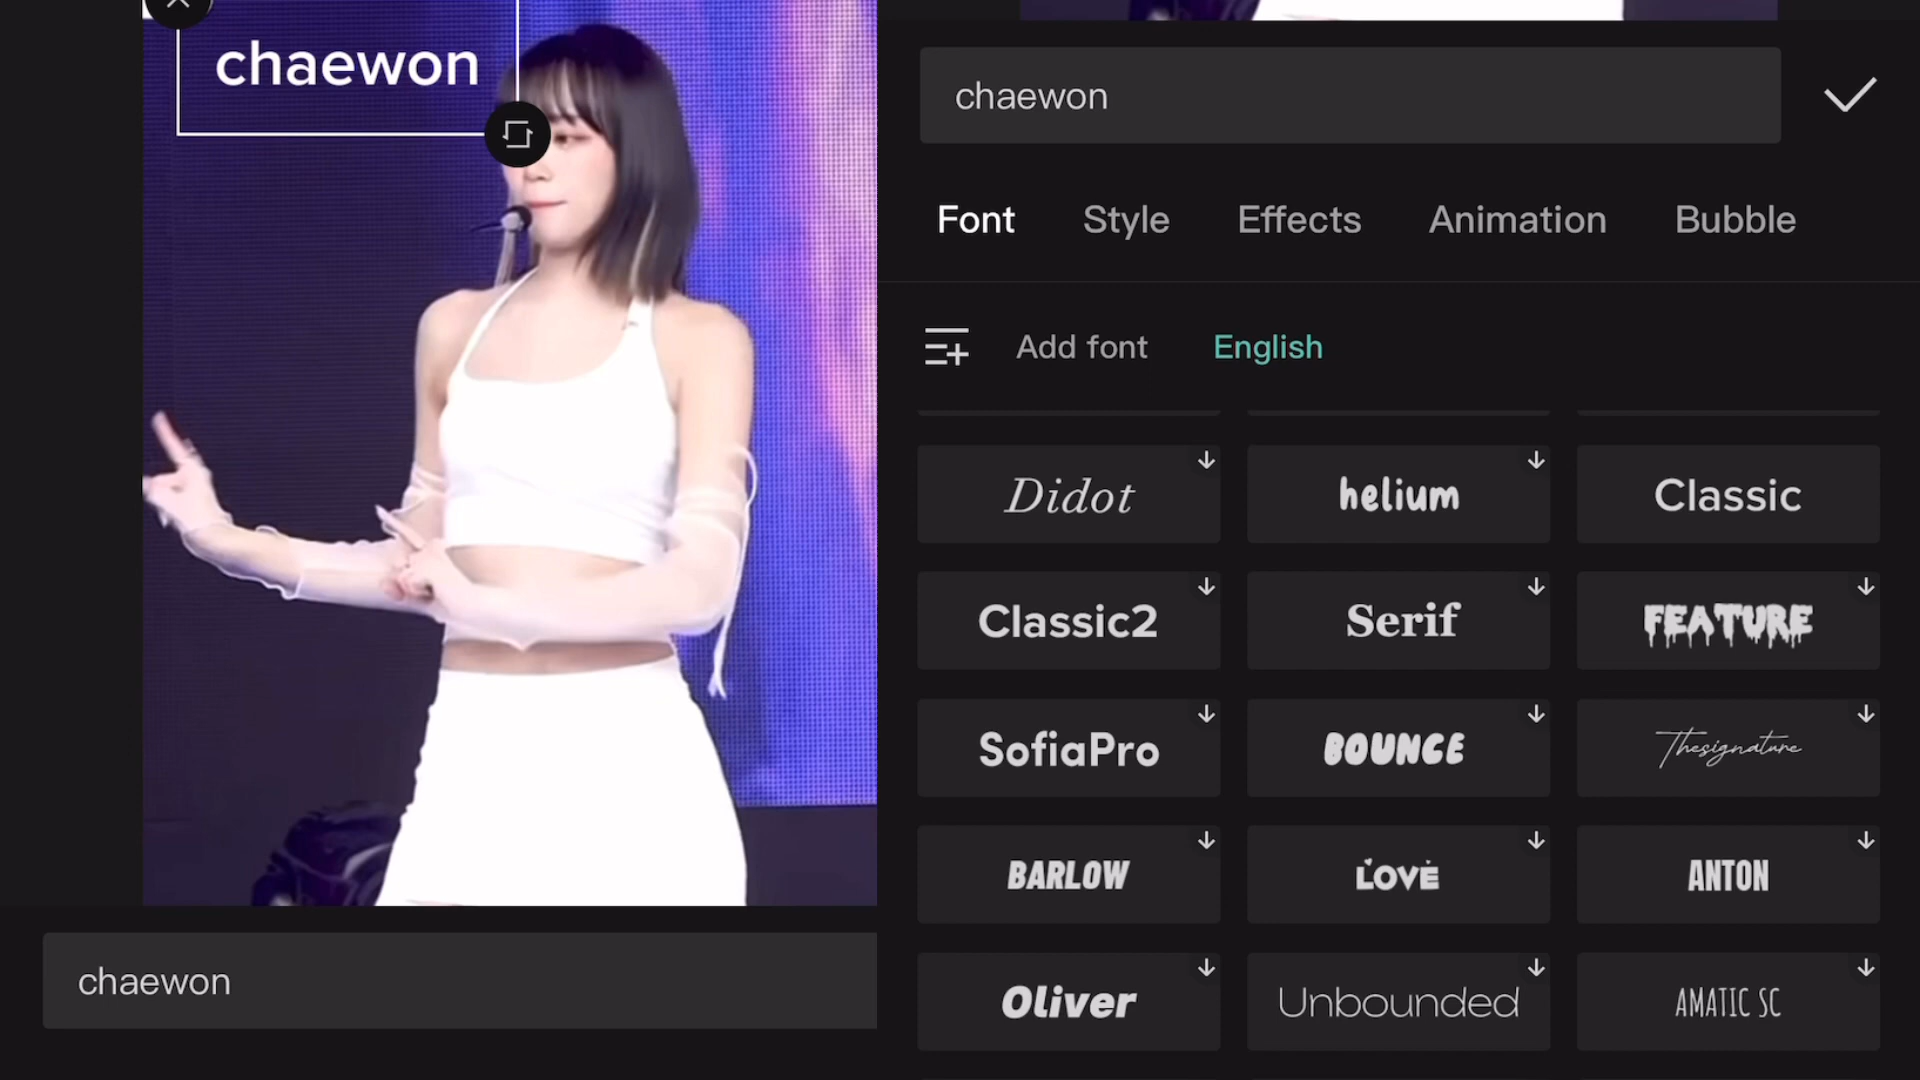 chaewon
chaewon
chaewon
Font Style Effects Animation Bubble
Add font English
Didot helium Classic
Classic2 Serif FEATURE
SofiaPro BOUNCE Thesignature
BARLOW LOVE ANTON
Oliver Unbounded AMATIC SC